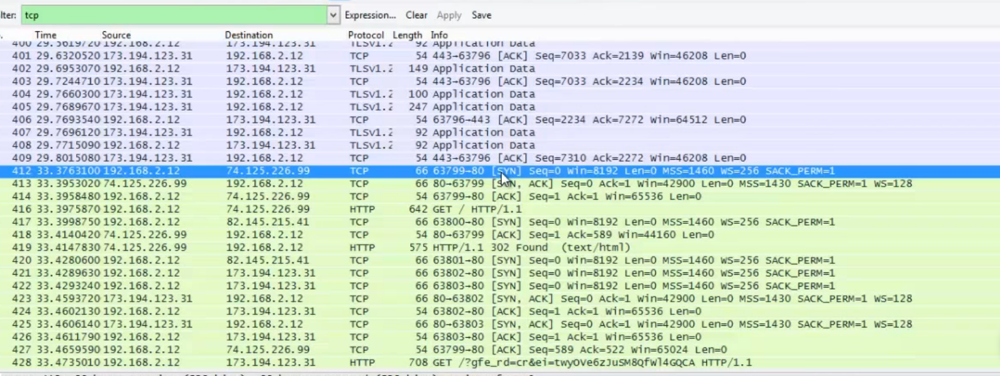 ilter: tcp Expression... Clear Apply Save
Time Source Destination Protocol Length Info
400 29.5619720 192.168.2.12 173.194.123.31 TLSv1.2 92 Application Data
401 29.6320520 173.194.123.31 192.168.2.12 TCP 54 443→63796 [ACK] Seq=7033 Ack=2139 Win=46208 Len=0
402 29.6953070 192.168.2.12 173.194.123.31 TLSv1.2 149 Application Data
403 29.7244710 173.194.123.31 192.168.2.12 TCP 54 443→63796 [ACK] Seq=7033 Ack=2234 Win=46208 Len=0
404 29.7660300 173.194.123.31 192.168.2.12 TLSv1.2 100 Application Data
405 29.7689670 173.194.123.31 192.168.2.12 TLSv1.2 247 Application Data
406 29.7693540 192.168.2.12 173.194.123.31 TCP 54 63796→443 [ACK] Seq=2234 Ack=7272 Win=64512 Len=0
407 29.7696120 173.194.123.31 192.168.2.12 TLSv1.2 92 Application Data
408 29.7715090 192.168.2.12 173.194.123.31 TLSv1.2 92 Application Data
409 29.8015080 173.194.123.31 192.168.2.12 TCP 54 443→63796 [ACK] Seq=7310 Ack=2272 Win=46208 Len=0
412 33.3763100 192.168.2.12 74.125.226.99 TCP 66 63799→80 [SYN] Seq=0 Win=8192 Len=0 MSS=1460 WS=256 SACK_PERM=1
413 33.3953020 74.125.226.99 192.168.2.12 TCP 66 80→63799 [SYN, ACK] Seq=0 Ack=1 Win=42900 Len=0 MSS=1430 SACK_PERM=1 WS=128
414 33.3958480 192.168.2.12 74.125.226.99 TCP 54 63799→80 [ACK] Seq=1 Ack=1 Win=65536 Len=0
416 33.3975870 192.168.2.12 74.125.226.99 HTTP 642 GET / HTTP/1.1
417 33.3998750 192.168.2.12 82.145.215.41 TCP 66 63800→80 [SYN] Seq=0 Win=8192 Len=0 MSS=1460 WS=256 SACK_PERM=1
418 33.4140420 74.125.226.99 192.168.2.12 TCP 54 80→63799 [ACK] Seq=1 Ack=589 Win=44160 Len=0
419 33.4147830 74.125.226.99 192.168.2.12 HTTP 575 HTTP/1.1 302 Found (text/html)
420 33.4280600 192.168.2.12 82.145.215.41 TCP 66 63801→80 [SYN] Seq=0 Win=8192 Len=0 MSS=1460 WS=256 SACK_PERM=1
421 33.4289630 192.168.2.12 173.194.123.31 TCP 66 63802→80 [SYN] Seq=0 Win=8192 Len=0 MSS=1460 WS=256 SACK_PERM=1
422 33.4293240 192.168.2.12 173.194.123.31 TCP 66 63803→80 [SYN] Seq=0 Win=8192 Len=0 MSS=1460 WS=256 SACK_PERM=1
423 33.4593720 173.194.123.31 192.168.2.12 TCP 66 80→63802 [SYN, ACK] Seq=0 Ack=1 Win=42900 Len=0 MSS=1430 SACK_PERM=1 WS=128
424 33.4602130 192.168.2.12 173.194.123.31 TCP 54 63802→80 [ACK] Seq=1 Ack=1 Win=65536 Len=0
425 33.4606140 173.194.123.31 192.168.2.12 TCP 66 80→63803 [SYN, ACK] Seq=0 Ack=1 Win=42900 Len=0 MSS=1430 SACK_PERM=1 WS=128
426 33.4611790 192.168.2.12 173.194.123.31 TCP 54 63803→80 [ACK] Seq=1 Ack=1 Win=65536 Len=0
427 33.4659590 192.168.2.12 74.125.226.99 TCP 54 63799→80 [ACK] Seq=589 Ack=522 Win=65024 Len=0
428 33.4735010 192.168.2.12 173.194.123.31 HTTP 708 GET /?gfe_rd=cr&ei=twyOVe6zJuSM8Qfwl4GQCA HTTP/1.1